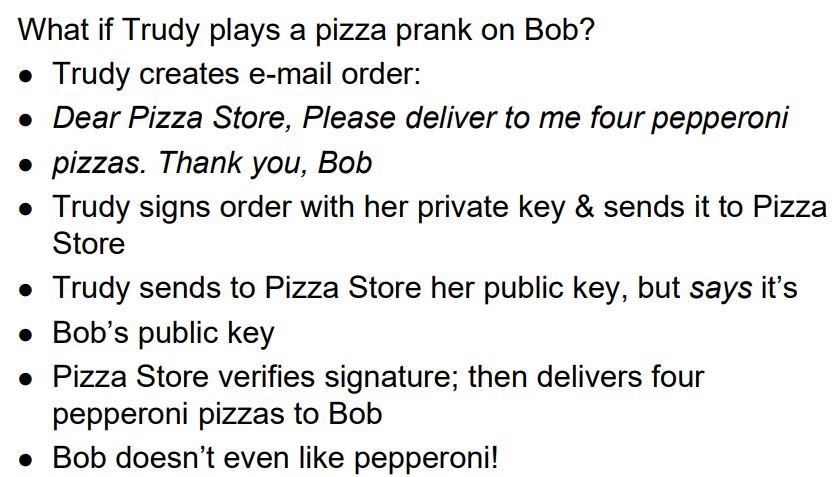 What if Trudy plays a pizza prank on Bob?
● Trudy creates e-mail order:
● Dear Pizza Store, Please deliver to me four pepperoni
● pizzas. Thank you, Bob
● Trudy signs order with her private key & sends it to Pizza
Store
● Trudy sends to Pizza Store her public key, but says it’s
● Bob’s public key
● Pizza Store verifies signature; then delivers four
pepperoni pizzas to Bob
● Bob doesn’t even like pepperoni!